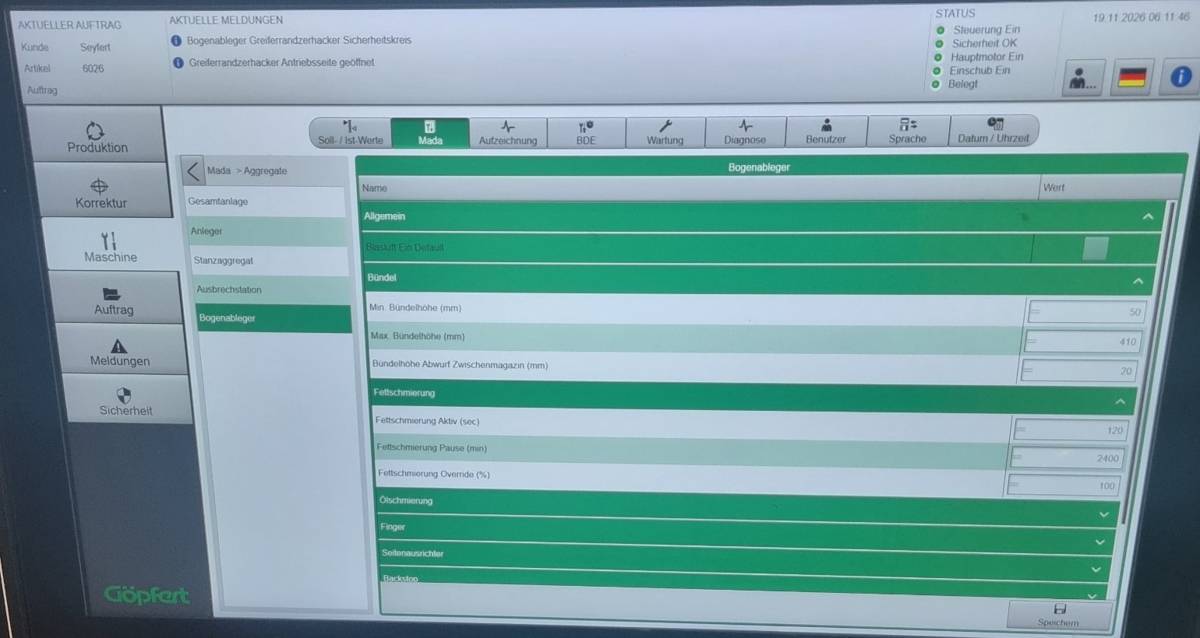 AKTUELLER AUFTRAG
Kunde Seyfert
Artikel 6026
Auftrag
AKTUELLE MELDUNGEN
Bogenableger Greiferrandzerhacker Sicherheitskreis
Greiferrandzerhacker Antriebsseite geöffnet
STATUS
Steuerung Ein
Sicherheit OK
Hauptmotor Ein
Einschub Ein
Belegt
19.11.2026 06:11:46
Produktion
Korrektur
Maschine
Auftrag
Meldungen
Sicherheit
Göpfert
Soll- / Ist-Werte
Mada
Aufzeichnung
BDE
Wartung
Diagnose
Benutzer
Sprache
Datum / Uhrzeit
Mada > Aggregate
Gesamtanlage
Anleger
Stanzaggregat
Ausbrechstation
Bogenableger
Bogenableger
Name Wert
Allgemein
Blasluft Ein Default
Bündel
Min. Bündelhöhe (mm) = 50
Max. Bündelhöhe (mm) = 410
Bündelhöhe Abwurf Zwischenmagazin (mm) = 20
Fettschmierung
Fettschmierung Aktiv (sec) = 120
Fettschmierung Pause (min) = 2400
Fettschmierung Override (%) = 100
Ölschmierung
Finger
Seitenausrichter
Backstop
Speichern